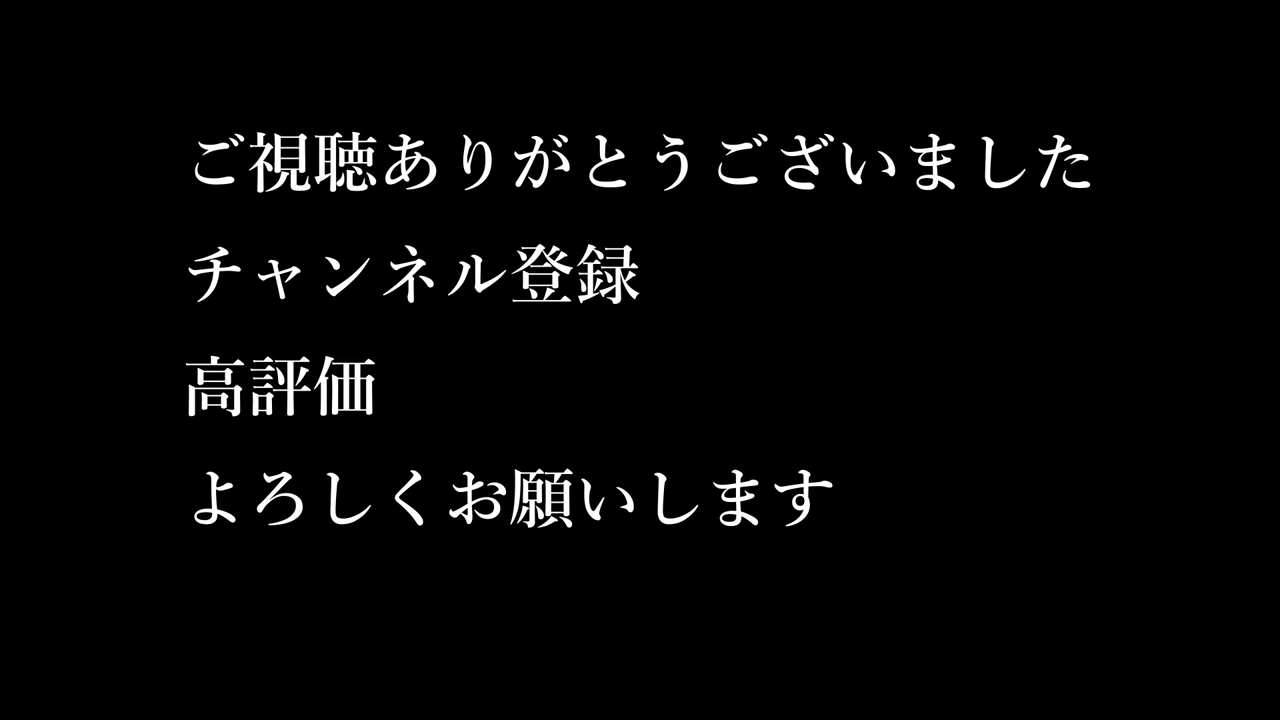 ご視聴ありがとうございました
チャンネル登録
高評価
よろしくお願いします